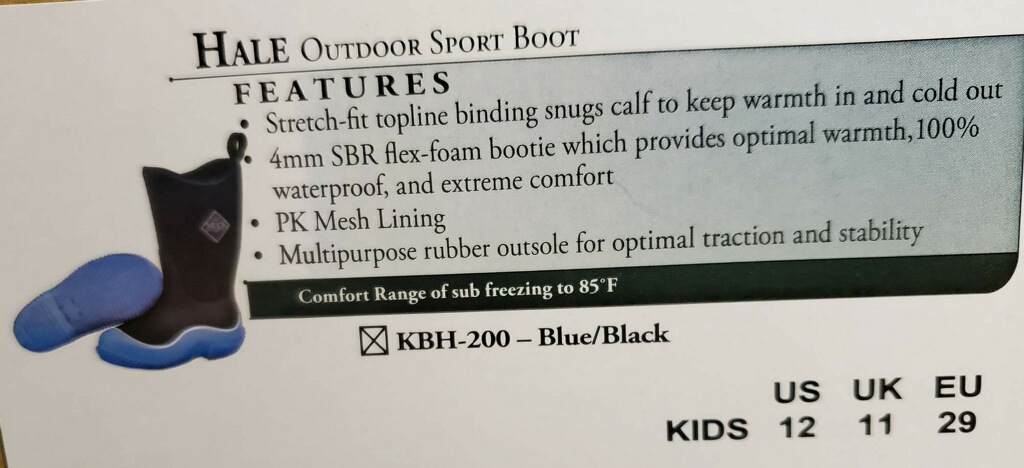 HALE OUTDOOR SPORT BOOT
FEATURES
• Stretch-fit topline binding snugs calf to keep warmth in and cold out
• 4mm SBR flex-foam bootie which provides optimal warmth,100%
waterproof, and extreme comfort
• PK Mesh Lining
• Multipurpose rubber outsole for optimal traction and stability
Comfort Range of sub freezing to 85°F
☒ KBH-200 – Blue/Black
US UK EU
KIDS 12 11 29